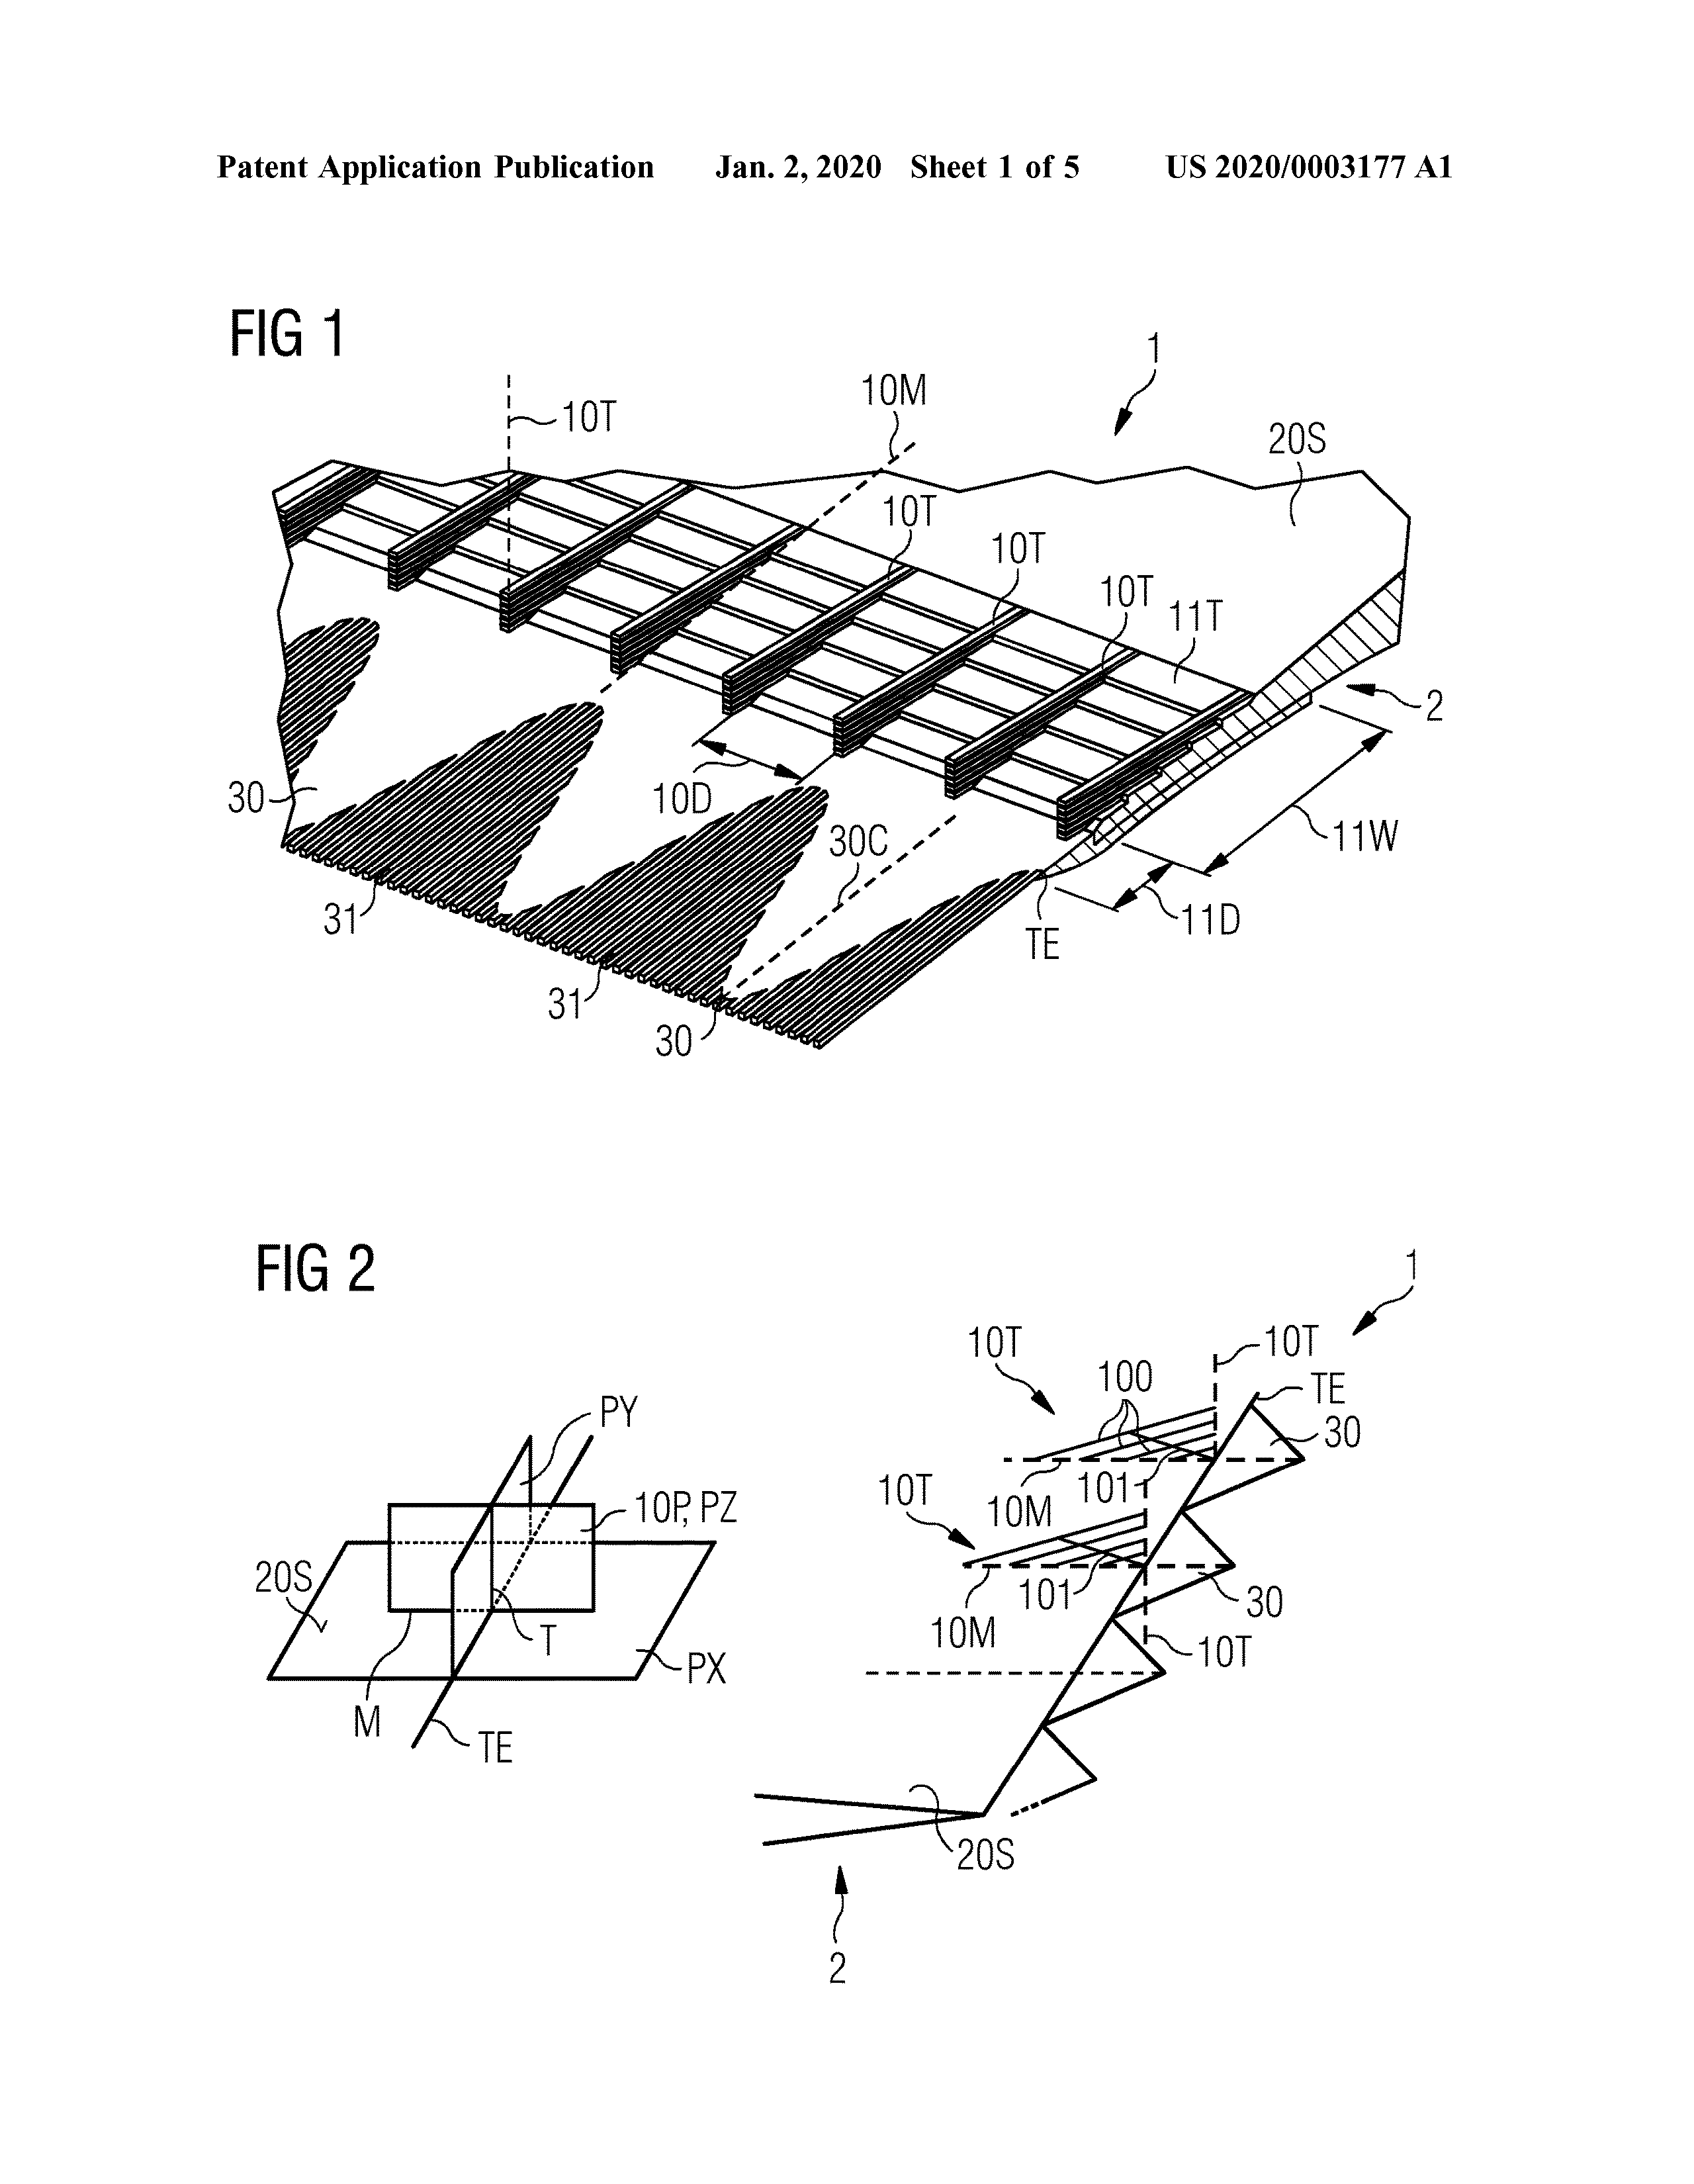 Patent Application Publication Jan. 2, 2020 Sheet 1 of 5 US 2020/0003177 A1
FIG 1
1
10M
10T
20S
10T
10T
10T
11T
2
30
10D
30C
11W
31
11D
TE
31
30
FIG 2
1
10T
10T
100
TE
PY
30
10T
101
10P, PZ
10M
20S
101
30
10M
T
10T
PX
M
TE
20S
2